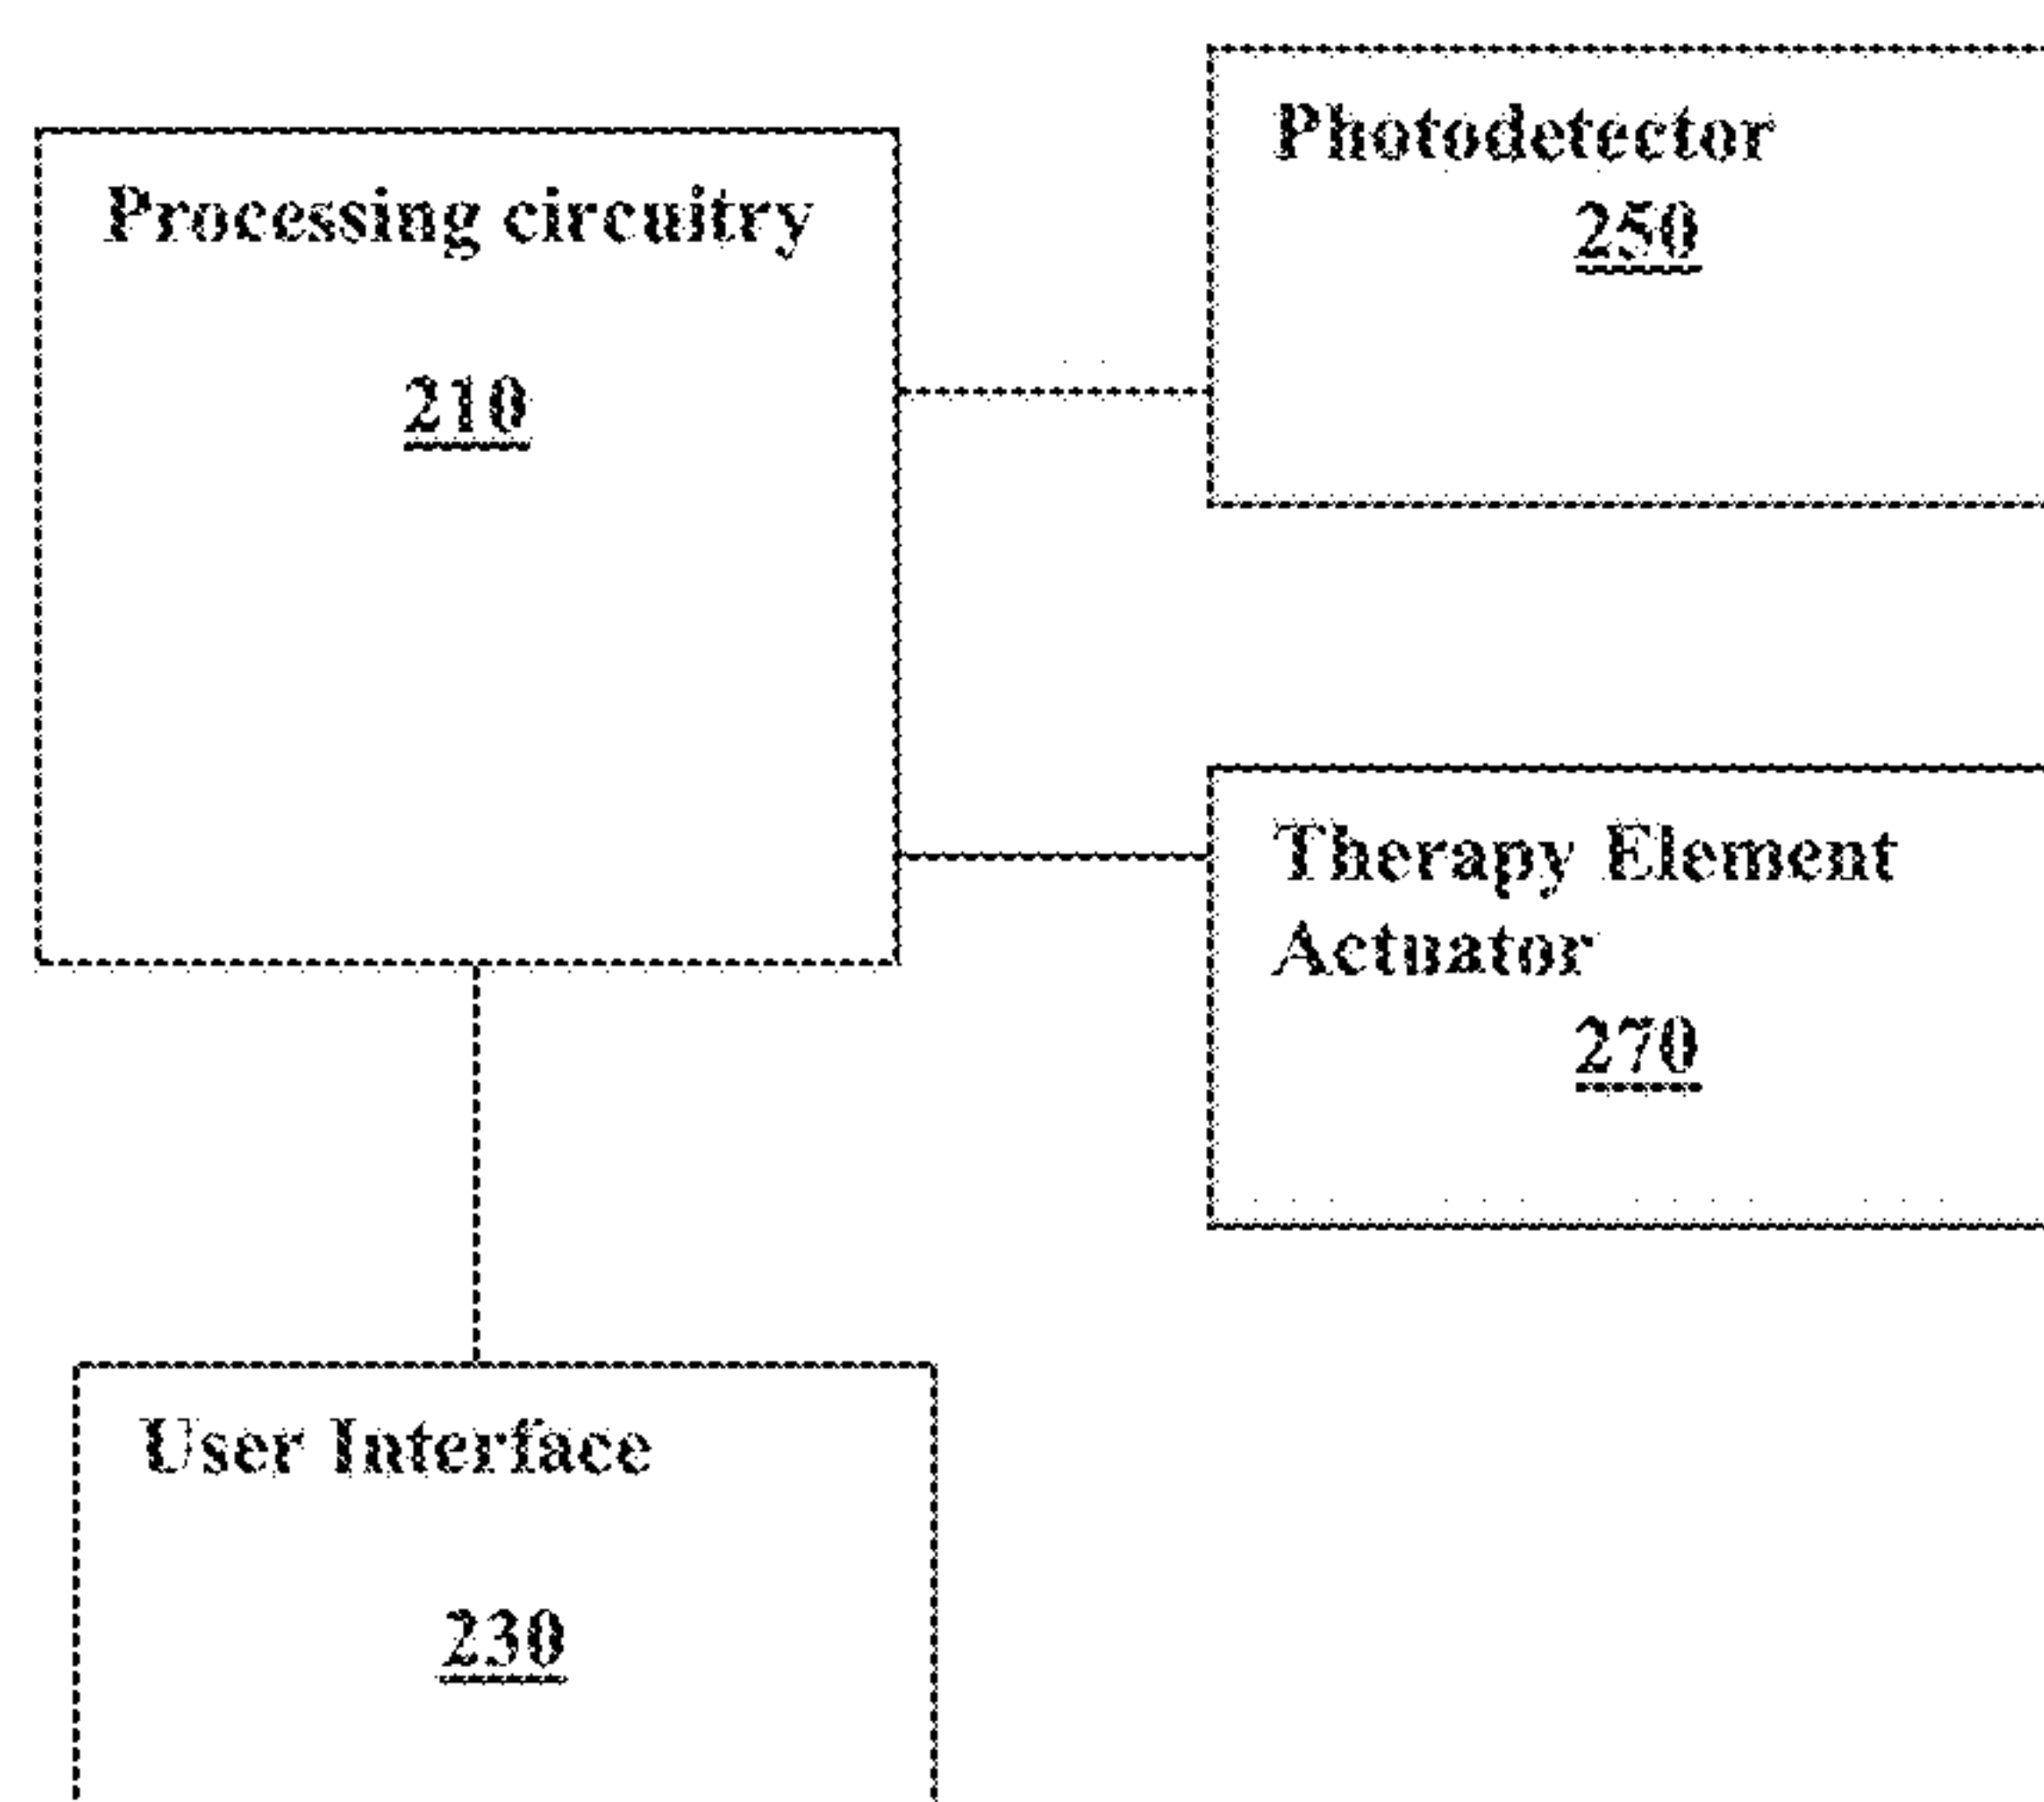 Processing circuitry
210
Photodetector
250
Therapy Element
Actuator
270
User Interface
230